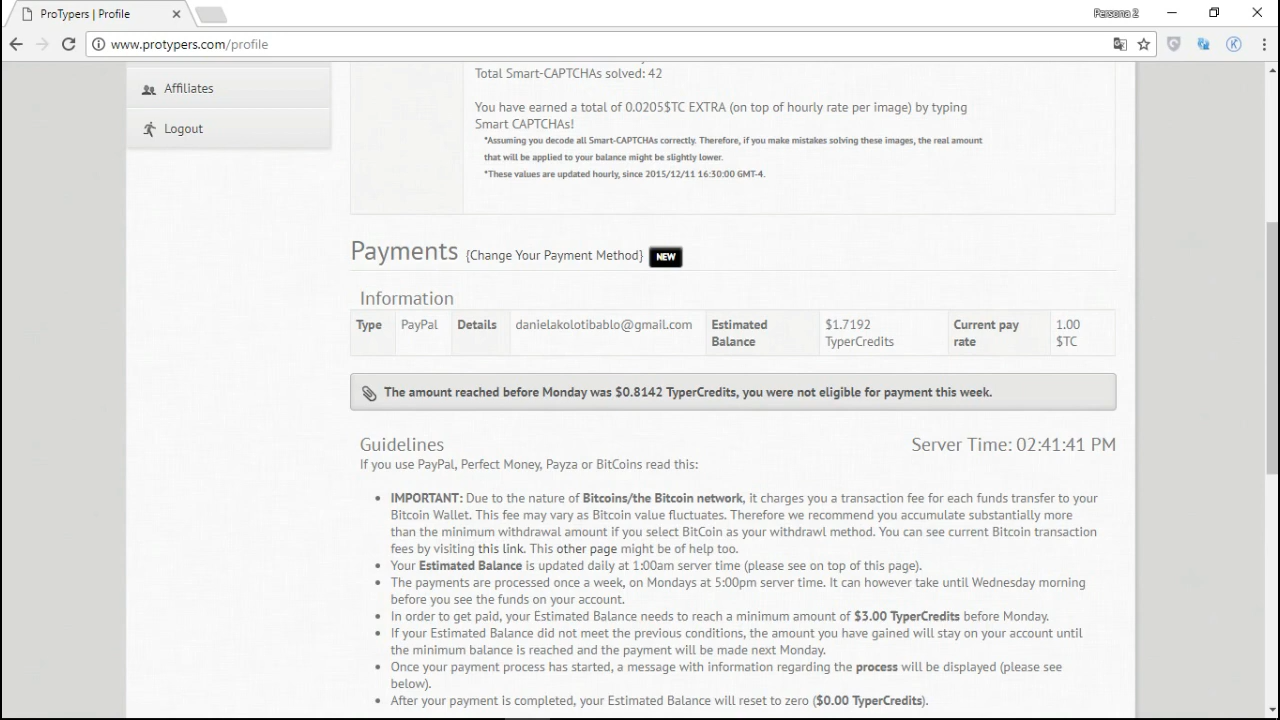 ProTypers | Profile
Persona 2
www.protypers.com/profile
Affiliates
Logout
Total Smart-CAPTCHAs solved: 42
You have earned a total of 0.0205$TC EXTRA (on top of hourly rate per image) by typing
Smart CAPTCHAs!
*Assuming you decode all Smart-CAPTCHAs correctly. Therefore, if you make mistakes solving these images, the real amount
that will be applied to your balance might be slightly lower.
*These values are updated hourly, since 2015/12/11 16:30:00 GMT-4.
Payments {Change Your Payment Method} NEW
Information
Type PayPal Details danielakolotibablo@gmail.com Estimated $1.7192 Current pay 1.00
Balance TyperCredits rate $TC
The amount reached before Monday was $0.8142 TyperCredits, you were not eligible for payment this week.
Guidelines Server Time: 02:41:41 PM
If you use PayPal, Perfect Money, Payza or BitCoins read this:
• IMPORTANT: Due to the nature of Bitcoins/the Bitcoin network, it charges you a transaction fee for each funds transfer to your
Bitcoin Wallet. This fee may vary as Bitcoin value fluctuates. Therefore we recommend you accumulate substantially more
than the minimum withdrawal amount if you select BitCoin as your withdrawl method. You can see current Bitcoin transaction
fees by visiting this link. This other page might be of help too.
• Your Estimated Balance is updated daily at 1:00am server time (please see on top of this page).
• The payments are processed once a week, on Mondays at 5:00pm server time. It can however take until Wednesday morning
before you see the funds on your account.
• In order to get paid, your Estimated Balance needs to reach a minimum amount of $3.00 TyperCredits before Monday.
• If your Estimated Balance did not meet the previous conditions, the amount you have gained will stay on your account until
the minimum balance is reached and the payment will be made next Monday.
• Once your payment process has started, a message with information regarding the process will be displayed (please see
below).
• After your payment is completed, your Estimated Balance will reset to zero ($0.00 TyperCredits).